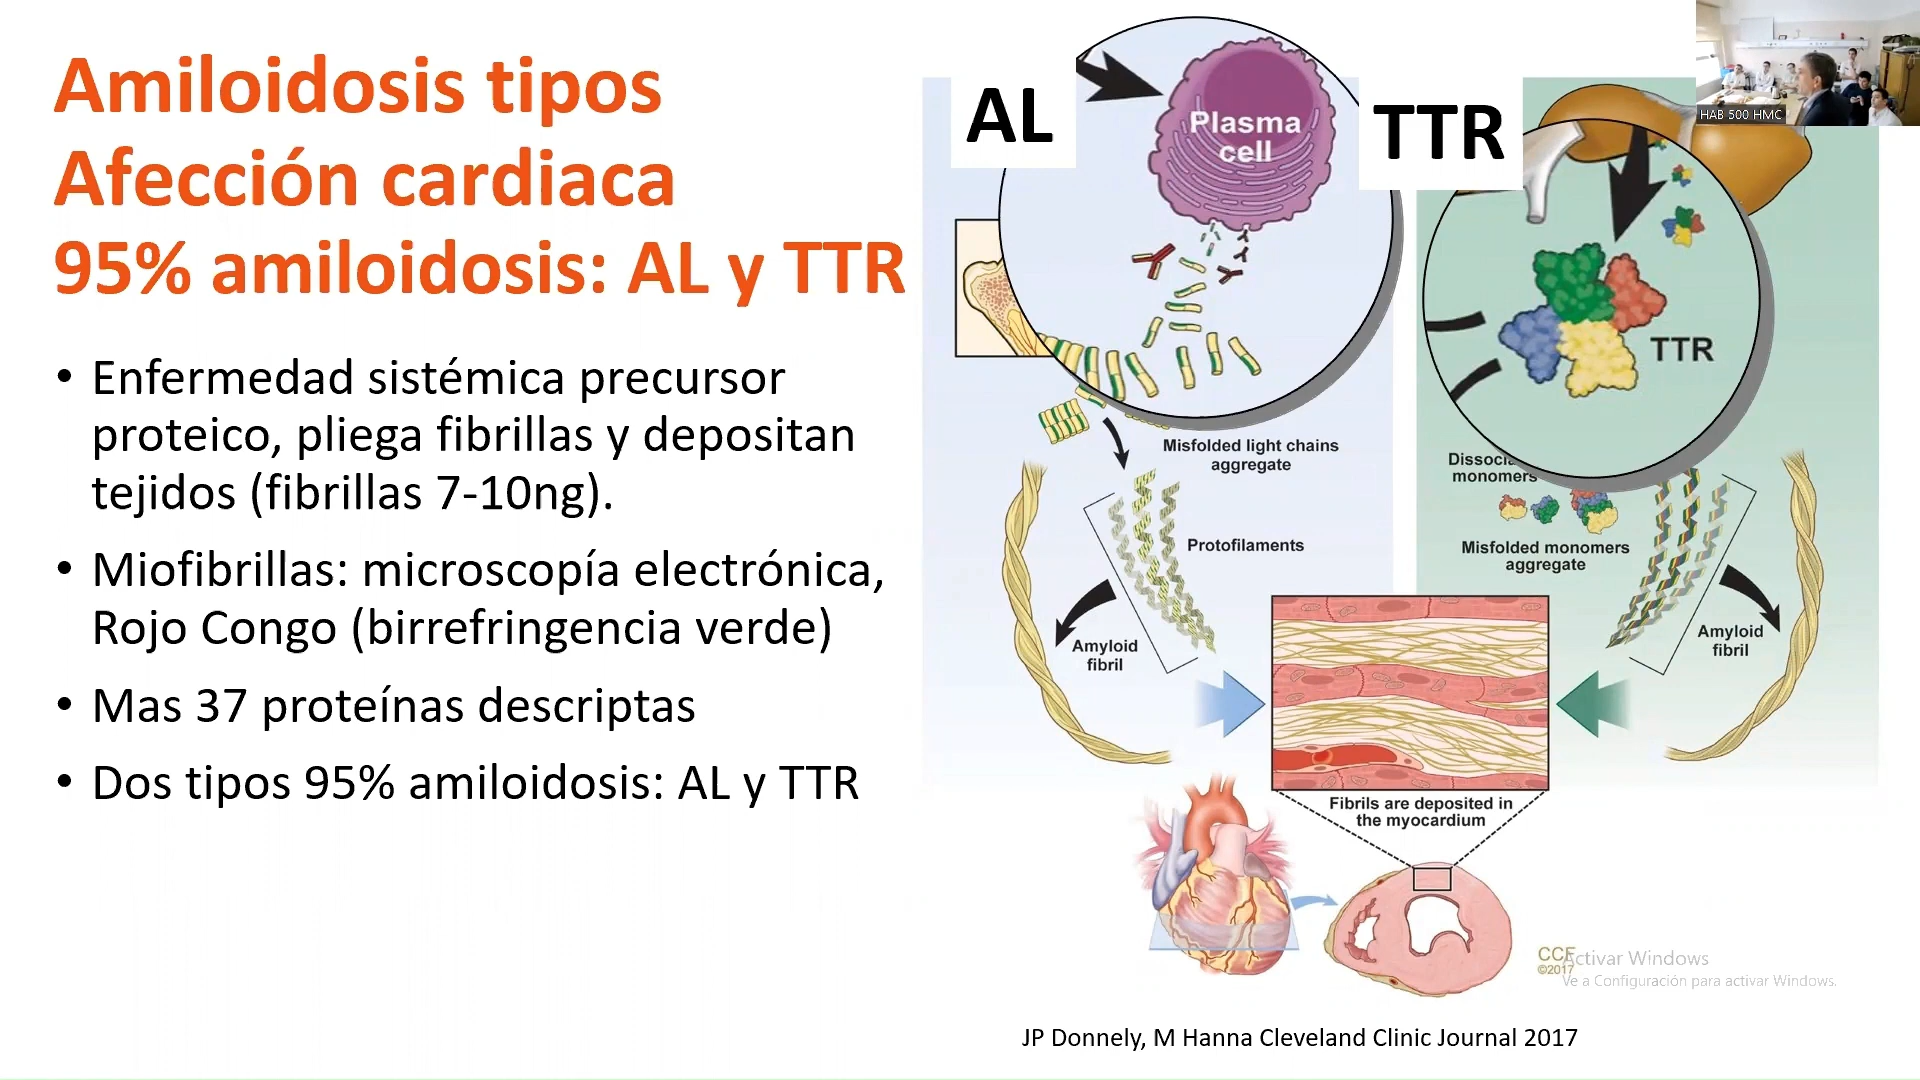 Amiloidosis tipos
Afección cardiaca
95% amiloidosis: AL y TTR
• Enfermedad sistémica precursor
proteico, pliega fibrillas y depositan
tejidos (fibrillas 7-10ng).
• Miofibrillas: microscopía electrónica,
Rojo Congo (birrefringencia verde)
• Mas 37 proteínas descriptas
• Dos tipos 95% amiloidosis: AL y TTR
AL
Plasma
cell
Misfolded light chains
aggregate
Protofilaments
Amyloid
fibril
TTR
TTR
monomers
Misfolded monomers
aggregate
Amyloid
fibril
Fibrils are deposited in
the myocardium
CCF
©2017
Activar Windows
Ve a Configuración para activar Windows.
JP Donnely, M Hanna Cleveland Clinic Journal 2017
HAB 500 HMC